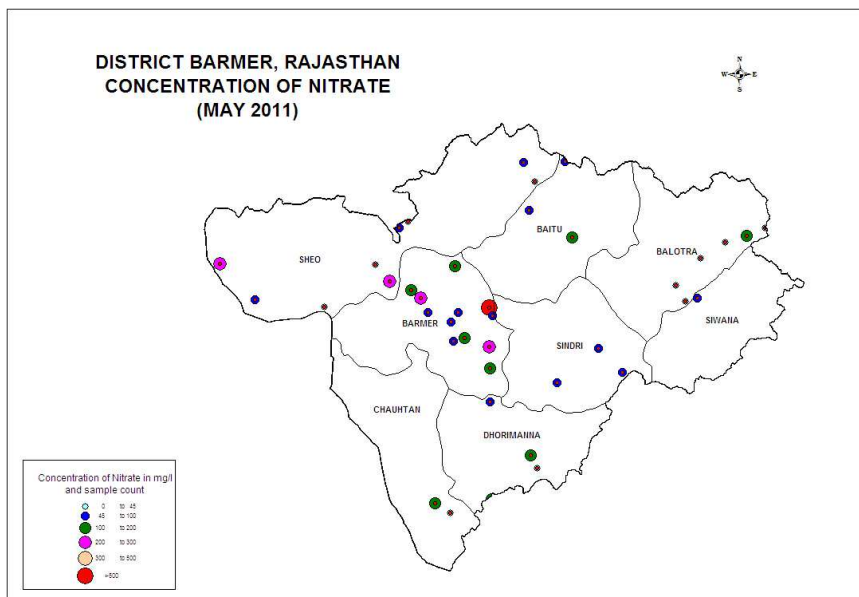 DISTRICT BARMER, RAJASTHAN
CONCENTRATION OF NITRATE
(MAY 2011)
N
W E
S
BAITU
SHEO
BALOTRA
SIWANA
BARMER
SINDRI
CHAUHTAN
DHORIMANNA
Concentration of Nitrate in mg/l
and sample count
0 to 45
45 to 100
100 to 200
200 to 300
300 to 500
>500